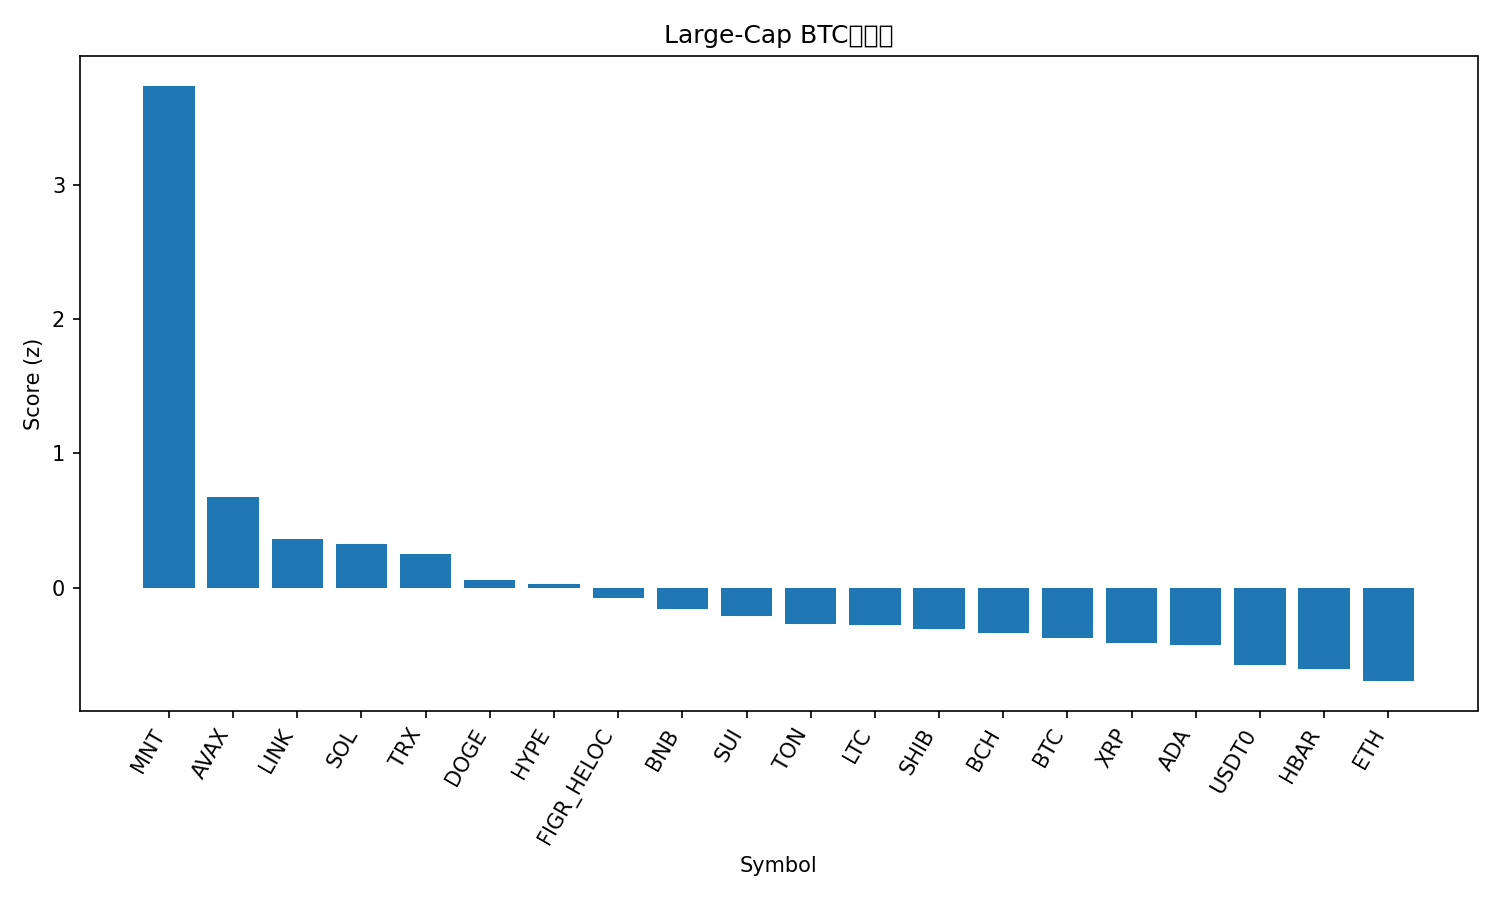 Large-Cap BTC
Score (z)
3
2
1
0
MNT
AVAX
LINK
SOL
TRX
DOGE
HYPE
FIGR_HELOC
BNB
SUI
TON
LTC
SHIB
BCH
BTC
XRP
ADA
USDT0
HBAR
ETH
Symbol